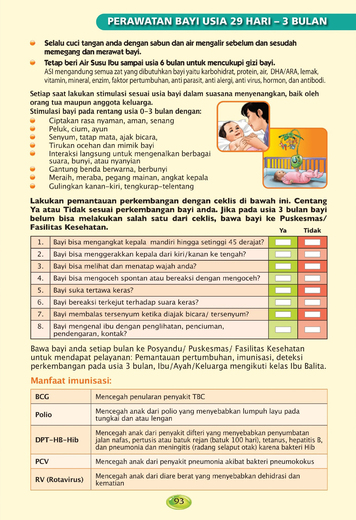 PERAWATAN BAYI USIA 29 HARI – 3 BULAN
Selalu cuci tangan anda dengan sabun dan air mengalir sebelum dan sesudah
memegang dan merawat bayi.
Tetap beri Air Susu Ibu sampai usia 6 bulan untuk mencukupi gizi bayi.
ASI mengandung semua zat yang dibutuhkan bayi yaitu karbohidrat, protein, air, DHA/ARA, lemak,
vitamin, mineral, enzim, faktor pertumbuhan, anti parasit, anti alergi, anti virus, hormon, dan antibodi.
Setiap saat lakukan stimulasi sesuai usia bayi dalam suasana menyenangkan, baik oleh
orang tua maupun anggota keluarga.
Stimulasi bayi pada rentang usia 0-3 bulan dengan:
Ciptakan rasa nyaman, aman, senang
Peluk, cium, ayun
Senyum, tatap mata, ajak bicara,
Tirukan ocehan dan mimik bayi
Interaksi langsung untuk mengenalkan berbagai
suara, bunyi, atau nyanyian
Gantung benda berwarna, berbunyi
Meraih, meraba, pegang mainan, angkat kepala
Gulingkan kanan-kiri, tengkurap-telentang
Lakukan pemantauan perkembangan dengan ceklis di bawah ini. Centang
Ya atau Tidak sesuai perkembangan bayi anda. Jika pada usia 3 bulan bayi
belum bisa melakukan salah satu dari ceklis, bawa bayi ke Puskesmas/
Fasilitas Kesehatan.
Ya Tidak
1. Bayi bisa mengangkat kepala mandiri hingga setinggi 45 derajat?
2. Bayi bisa menggerakkan kepala dari kiri/kanan ke tengah?
3. Bayi bisa melihat dan menatap wajah anda?
4. Bayi bisa mengoceh spontan atau bereaksi dengan mengoceh?
5. Bayi suka tertawa keras?
6. Bayi bereaksi terkejut terhadap suara keras?
7. Bayi membalas tersenyum ketika diajak bicara/ tersenyum?
8. Bayi mengenal ibu dengan penglihatan, penciuman,
pendengaran, kontak?
Bawa bayi anda setiap bulan ke Posyandu/ Puskesmas/ Fasilitas Kesehatan
untuk mendapat pelayanan: Pemantauan pertumbuhan, imunisasi, deteksi
perkembangan pada usia 3 bulan, Ibu/Ayah/Keluarga mengikuti kelas Ibu Balita.
Manfaat imunisasi:
BCG Mencegah penularan penyakit TBC
Polio Mencegah anak dari polio yang menyebabkan lumpuh layu pada
tungkai dan atau lengan
DPT-HB-Hib Mencegah anak dari penyakit difteri yang menyebabkan penyumbatan
jalan nafas, pertusis atau batuk rejan (batuk 100 hari), tetanus, hepatitis B,
dan pneumonia dan meningitis (radang selaput otak) karena bakteri Hib
PCV Mencegah anak dari penyakit pneumonia akibat bakteri pneumokokus
RV (Rotavirus) Mencegah anak dari diare berat yang menyebabkan dehidrasi dan
kematian
93